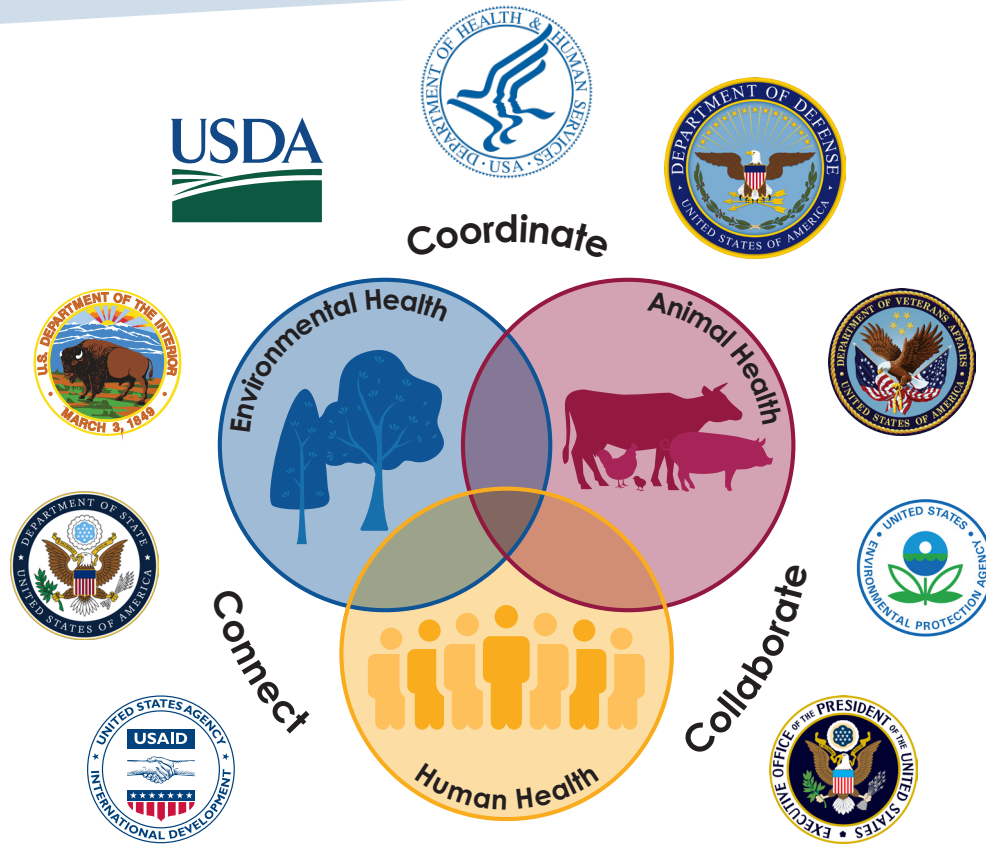 DEPARTMENT OF HEALTH & HUMAN SERVICES · USA ·
USDA
DEPARTMENT OF DEFENSE
UNITED STATES OF AMERICA
Coordinate
U.S. DEPARTMENT OF THE INTERIOR
MARCH 3, 1849
Environmental Health
Animal Health
DEPARTMENT OF VETERANS AFFAIRS
UNITED STATES OF AMERICA
DEPARTMENT OF STATE
UNITED STATES OF AMERICA
UNITED STATES
ENVIRONMENTAL PROTECTION AGENCY
Connect
Collaborate
UNITED STATES AGENCY
USAID
INTERNATIONAL DEVELOPMENT
Human Health
EXECUTIVE OFFICE OF THE PRESIDENT OF THE UNITED STATES